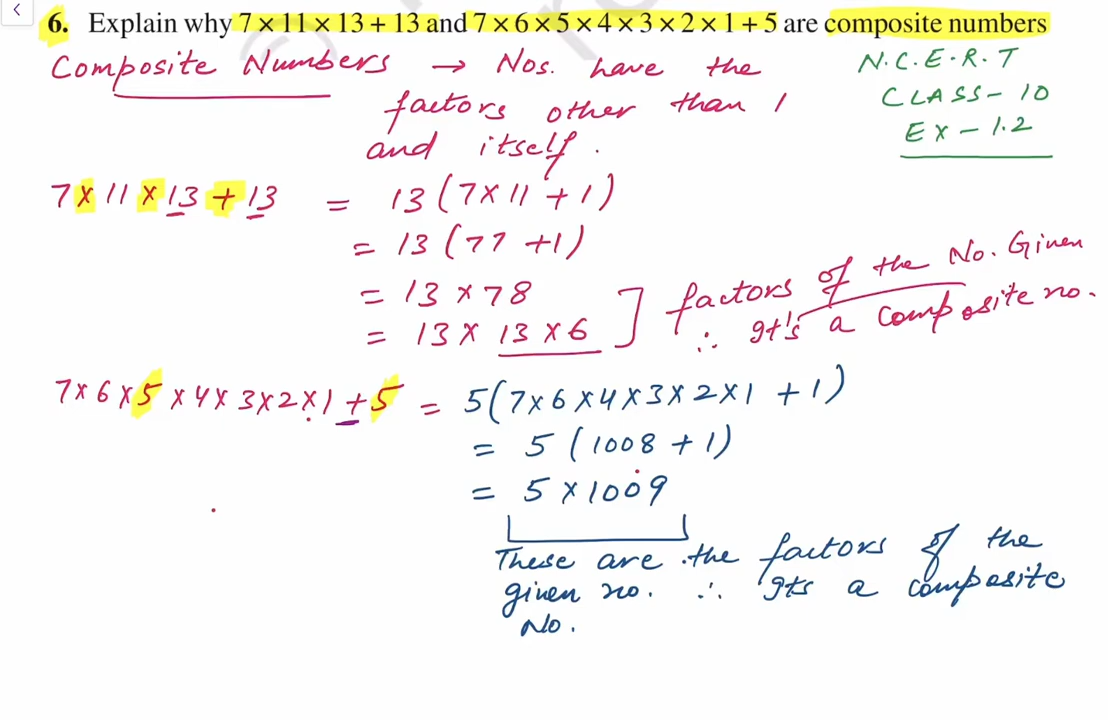 6. Explain why 7 × 11 × 13 + 13 and 7 × 6 × 5 × 4 × 3 × 2 × 1 + 5 are composite numbers
Composite Numbers → Nos. have the
factors other than 1
and itself.
N.C.E.R.T
CLASS - 10
EX - 1.2
7 × 11 × 13 + 13 = 13 (7 × 11 + 1)
= 13 (77 + 1)
= 13 × 78
= 13 × 13 × 6
] factors of the No. Given
∴ It's a composite no.
7 × 6 × 5 × 4 × 3 × 2 × 1 + 5 = 5(7 × 6 × 4 × 3 × 2 × 1 + 1)
= 5 (1008 + 1)
= 5 × 1009
These are the factors of the
given no. ∴ Its a composite
No.